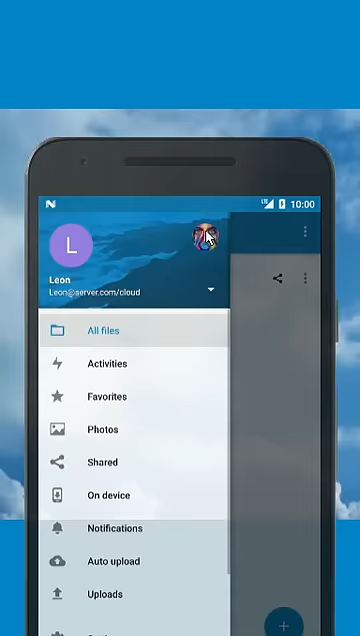 LTE
10:00
L
Leon
Leon@server.com/cloud
All files
Activities
Favorites
Photos
Shared
On device
Notifications
Auto upload
Uploads